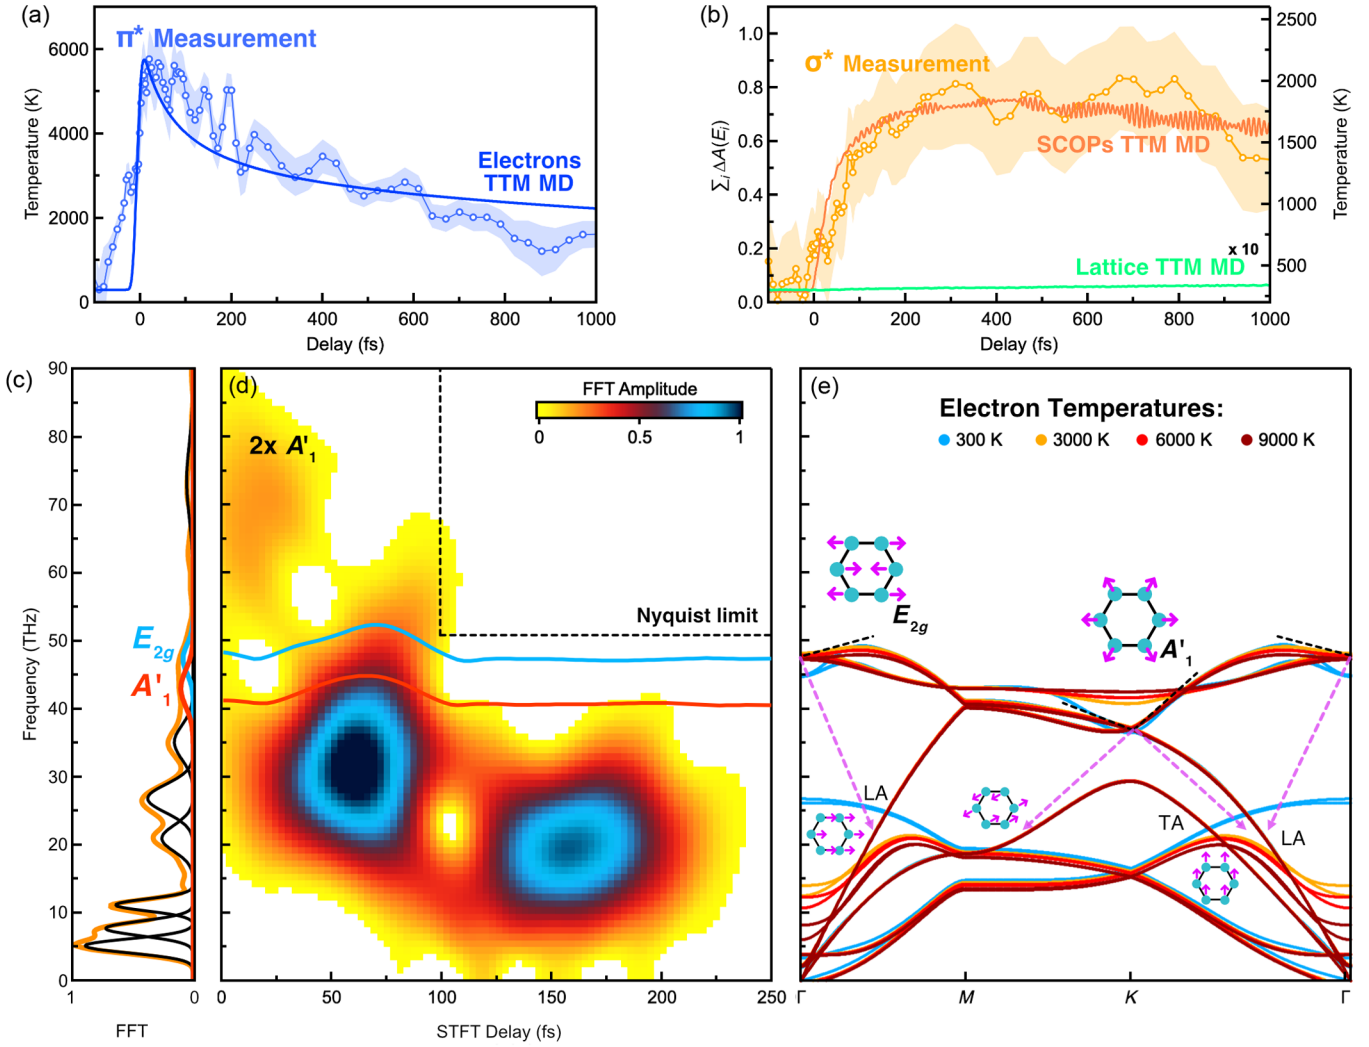 (a)
π* Measurement
Electrons
TTM MD
Temperature (K)
6000
4000
2000
0
0
200
400
600
800
1000
Delay (fs)
(b)
σ* Measurement
SCOPs TTM MD
x 10
Lattice TTM MD
Σi ΔA(Ei)
1.0
0.8
0.6
0.4
0.2
0.0
2500
2000
1500
1000
500
Temperature (K)
0
200
400
600
800
1000
Delay (fs)
(c)
Frequency (THz)
90
80
70
60
50
40
30
20
10
0
E2g
A'1
1
0
FFT
(d)
FFT Amplitude
0
0.5
1
2x A'1
Nyquist limit
0
50
100
150
200
250
STFT Delay (fs)
(e)
Electron Temperatures:
300 K
3000 K
6000 K
9000 K
E2g
A'1
LA
TA
LA
Γ
M
K
Γ